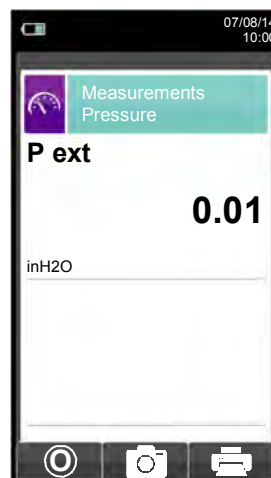 07/08/14
10:00
Measurements
Pressure
P ext
0.01
inH2O